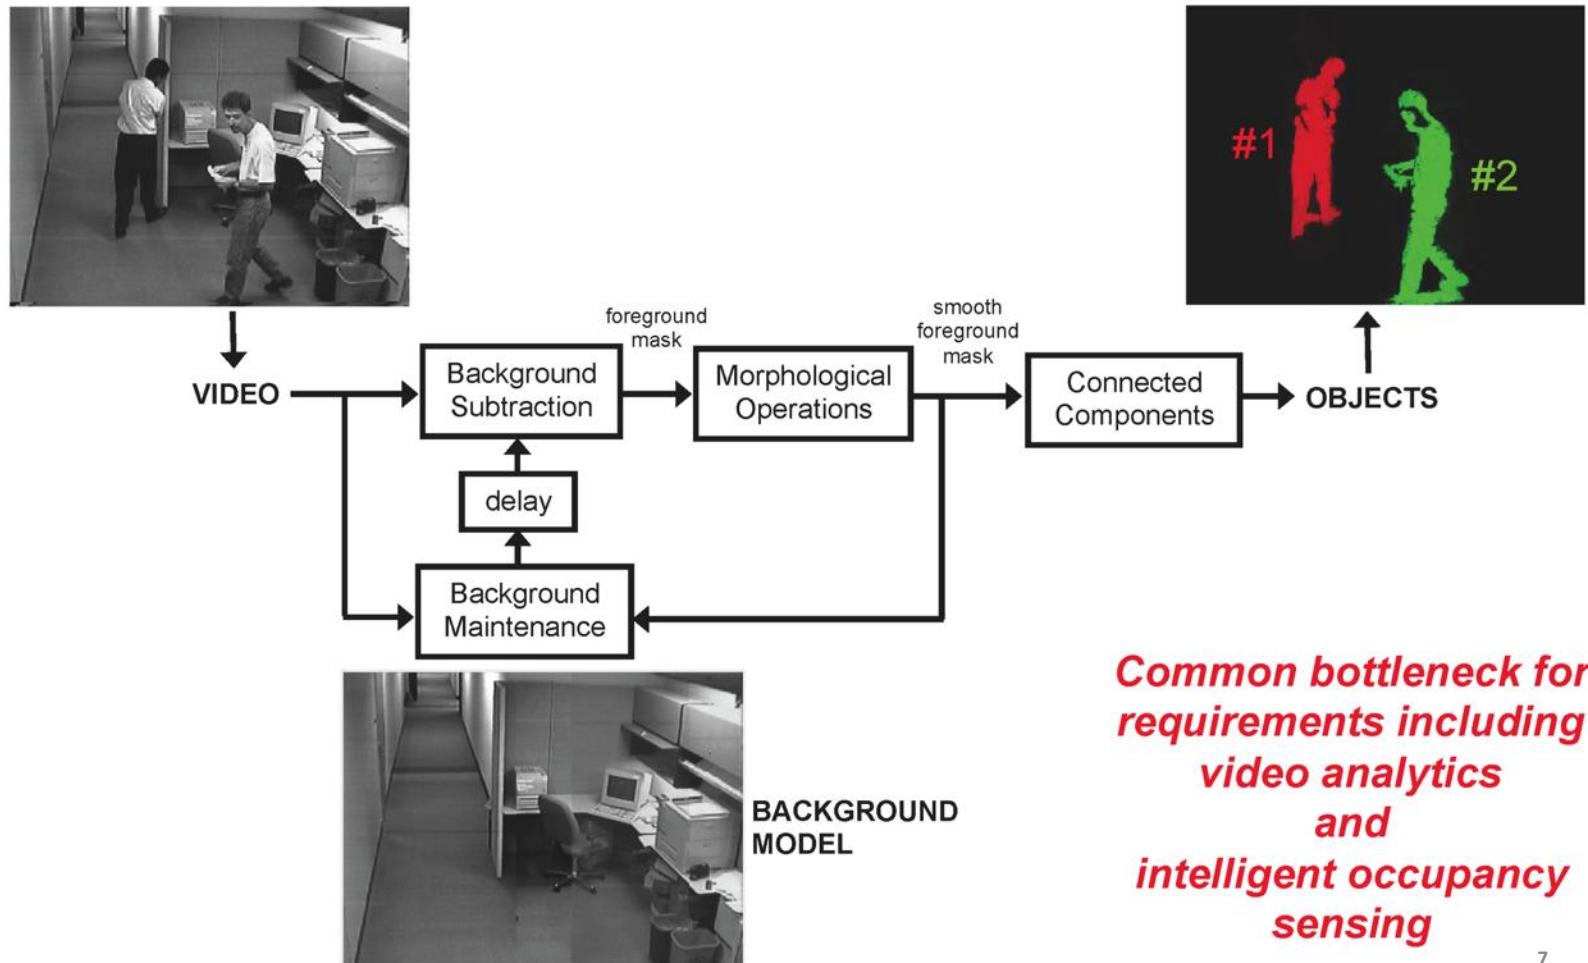 #1
#2
foreground
mask
smooth
foreground
mask
VIDEO
Background
Subtraction
Morphological
Operations
Connected
Components
OBJECTS
delay
Background
Maintenance
BACKGROUND
MODEL
Common bottleneck for
requirements including
video analytics
and
intelligent occupancy
sensing
7